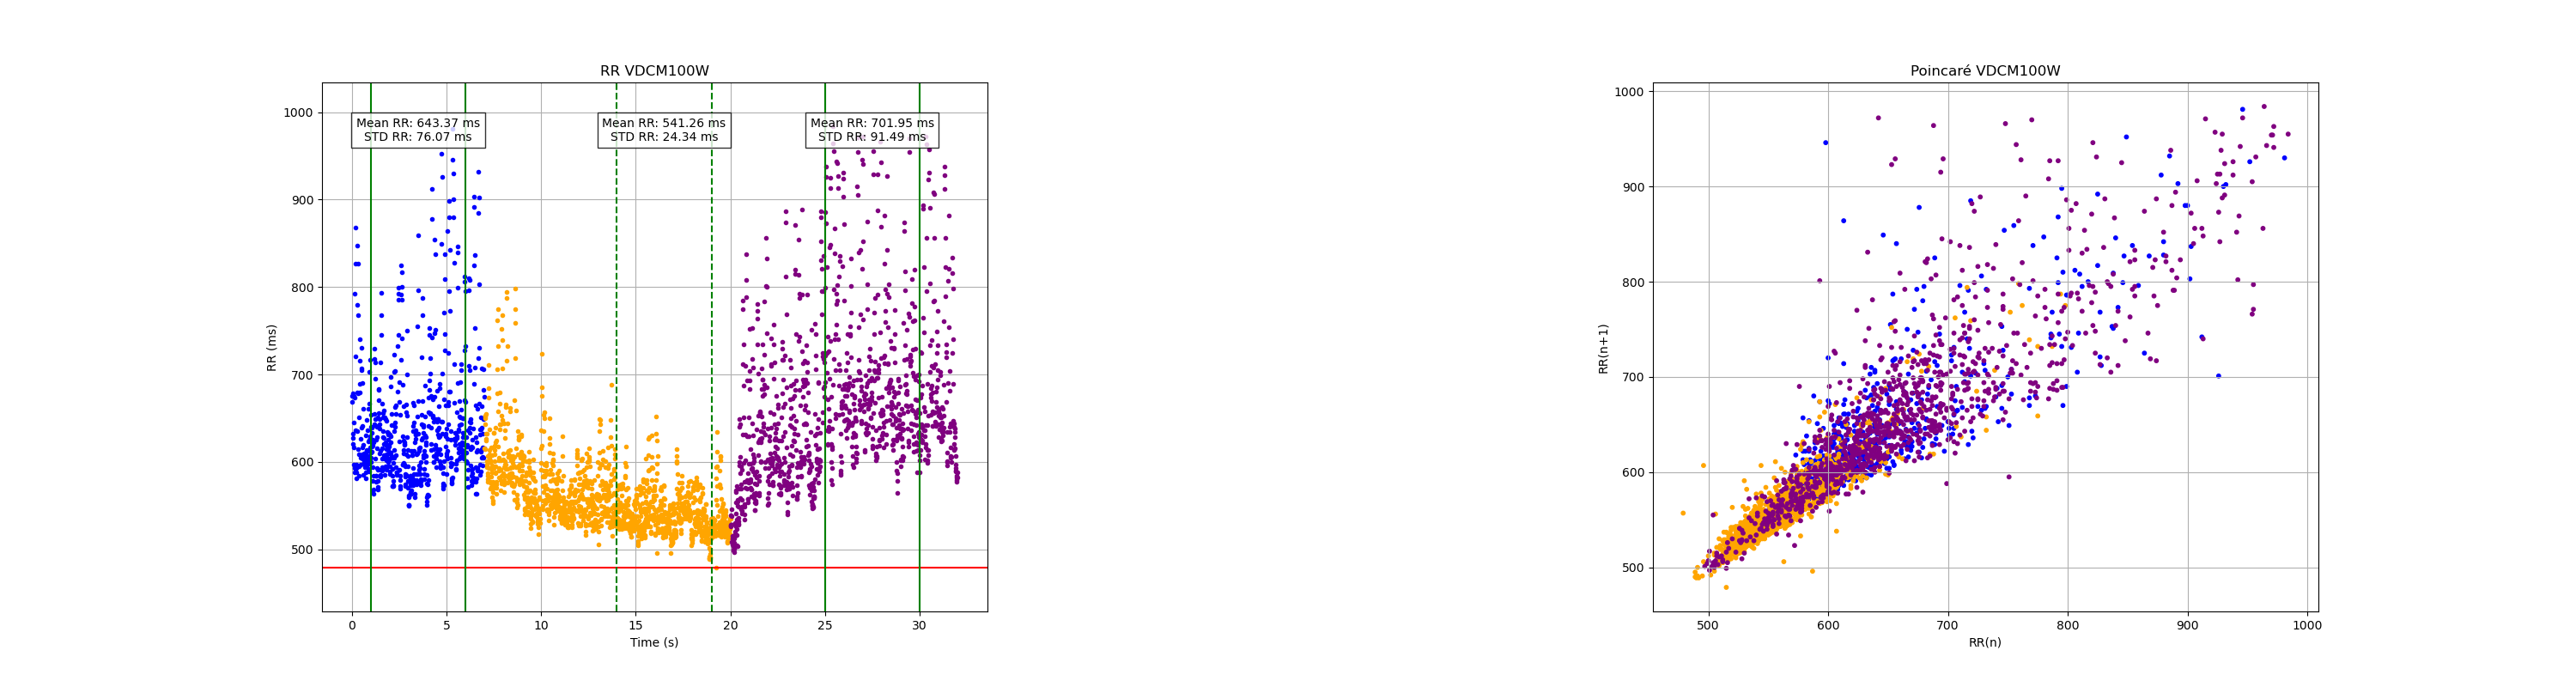 RR VDCM100W
Mean RR: 643.37 ms
STD RR: 76.07 ms
Mean RR: 541.26 ms
STD RR: 24.34 ms
Mean RR: 701.95 ms
STD RR: 91.49 ms
RR (ms)
1000
900
800
700
600
500
0 5 10 15 20 25 30
Time (s)
Poincaré VDCM100W
RR(n+1)
1000
900
800
700
600
500
500 600 700 800 900 1000
RR(n)